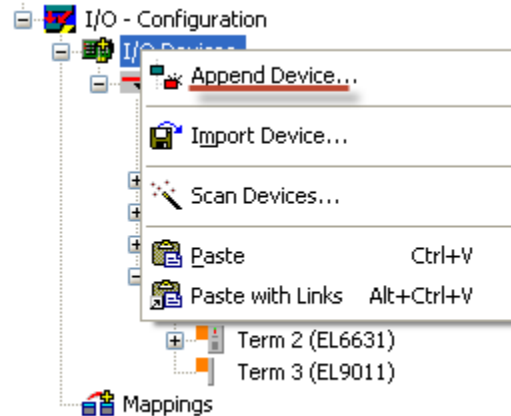 I/O - Configuration
I/O Devices
Append Device...
Import Device...
Scan Devices...
Paste Ctrl+V
Paste with Links Alt+Ctrl+V
Term 2 (EL6631)
Term 3 (EL9011)
Mappings